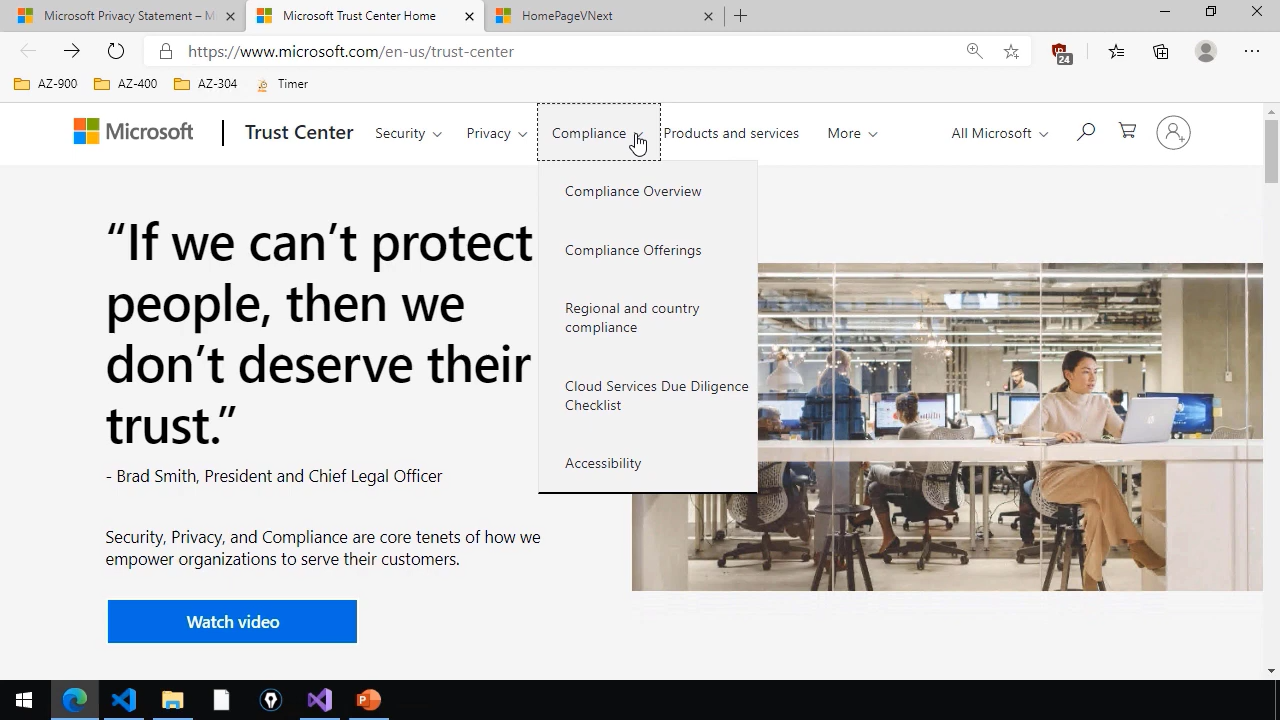 Microsoft Privacy Statement – Mi
Microsoft Trust Center Home
HomePageVNext
https://www.microsoft.com/en-us/trust-center
24
AZ-900
AZ-400
AZ-304
Timer
Microsoft
Trust Center
Security
Privacy
Compliance
Products and services
More
All Microsoft
Compliance Overview
Compliance Offerings
Regional and country
compliance
Cloud Services Due Diligence
Checklist
Accessibility
“If we can’t protect
people, then we
don’t deserve their
trust.”
- Brad Smith, President and Chief Legal Officer
Security, Privacy, and Compliance are core tenets of how we
empower organizations to serve their customers.
Watch video